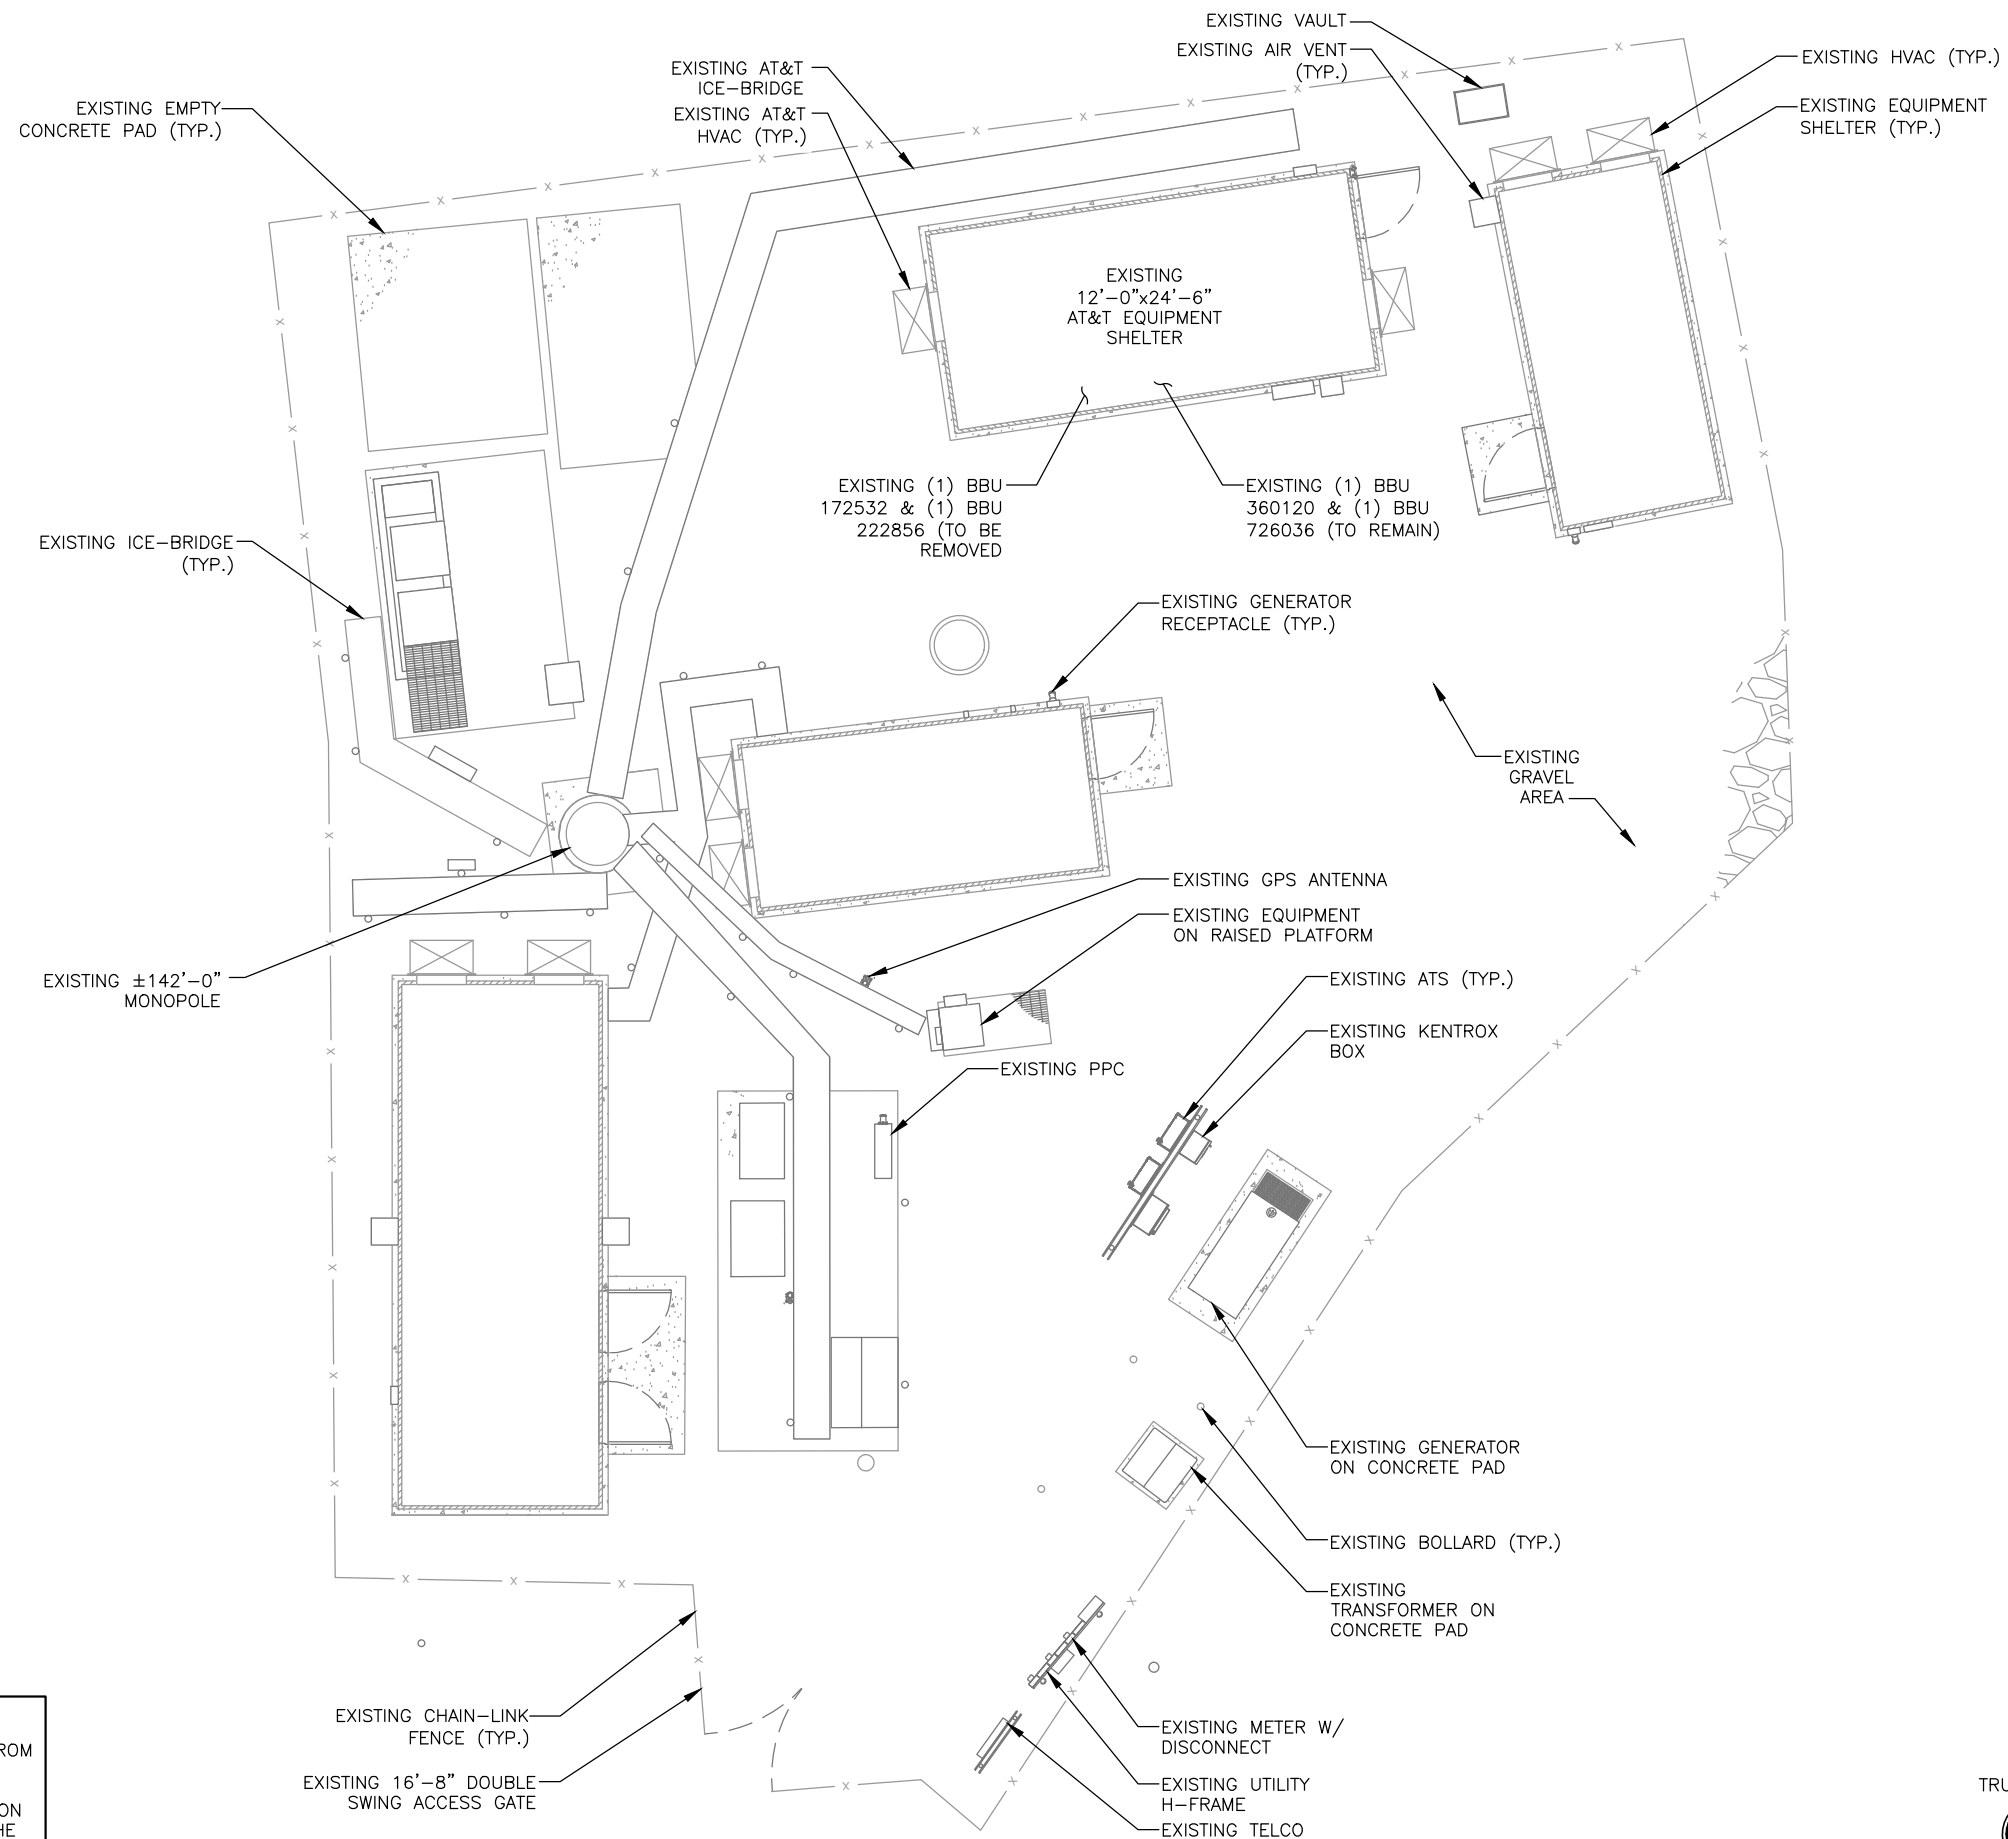 EXISTING VAULT
EXISTING AIR VENT
(TYP.)
EXISTING HVAC (TYP.)
EXISTING EQUIPMENT
SHELTER (TYP.)
EXISTING AT&T
ICE-BRIDGE
EXISTING AT&T
HVAC (TYP.)
EXISTING EMPTY
CONCRETE PAD (TYP.)
EXISTING
12'-0"x24'-6"
AT&T EQUIPMENT
SHELTER
EXISTING (1) BBU
172532 & (1) BBU
222856 (TO BE
REMOVED
EXISTING (1) BBU
360120 & (1) BBU
726036 (TO REMAIN)
EXISTING ICE-BRIDGE
(TYP.)
EXISTING GENERATOR
RECEPTACLE (TYP.)
EXISTING
GRAVEL
AREA
EXISTING GPS ANTENNA
EXISTING EQUIPMENT
ON RAISED PLATFORM
EXISTING ±142'-0"
MONOPOLE
EXISTING ATS (TYP.)
EXISTING KENTROX
BOX
EXISTING PPC
EXISTING GENERATOR
ON CONCRETE PAD
EXISTING BOLLARD (TYP.)
EXISTING
TRANSFORMER ON
CONCRETE PAD
EXISTING CHAIN-LINK
FENCE (TYP.)
EXISTING 16'-8" DOUBLE
SWING ACCESS GATE
EXISTING METER W/
DISCONNECT
EXISTING UTILITY
H-FRAME
EXISTING TELCO
ROM
ON
HE
TRU